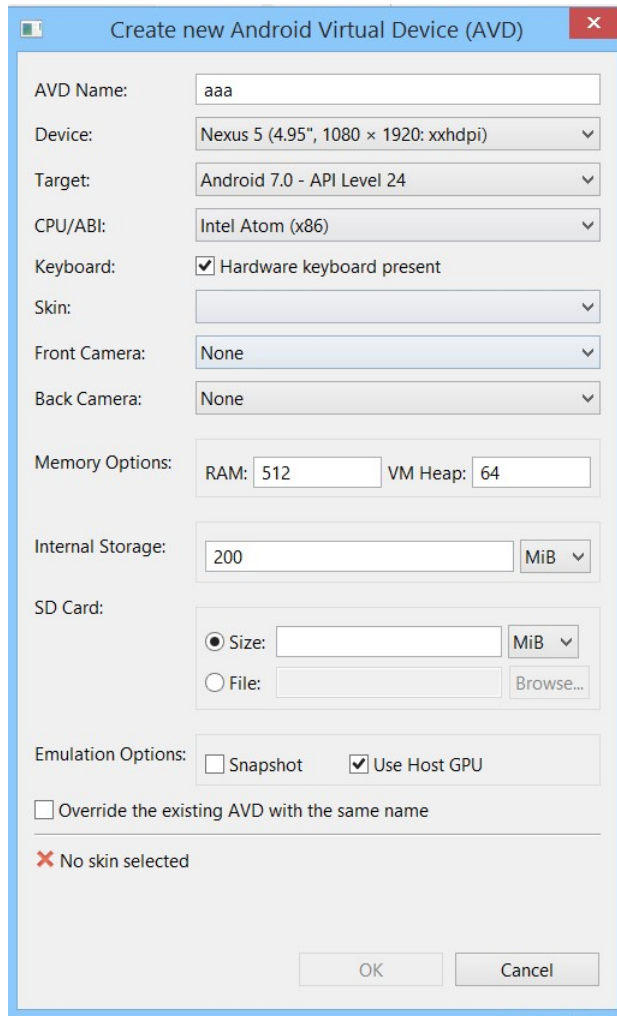 Create new Android Virtual Device (AVD)
AVD Name: aaa
Device: Nexus 5 (4.95", 1080 × 1920: xxhdpi)
Target: Android 7.0 - API Level 24
CPU/ABI: Intel Atom (x86)
Keyboard: Hardware keyboard present
Skin:
Front Camera: None
Back Camera: None
Memory Options: RAM: 512 VM Heap: 64
Internal Storage: 200 MiB
SD Card:
Size: MiB
File: Browse...
Emulation Options: Snapshot Use Host GPU
Override the existing AVD with the same name
No skin selected
OK Cancel